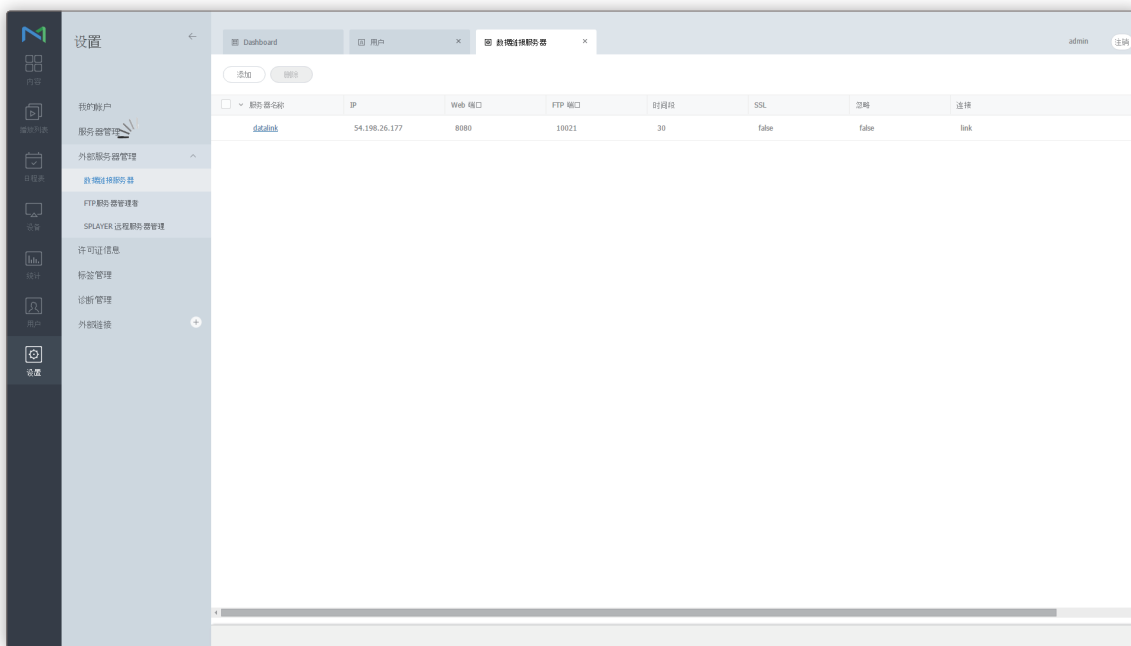 设置
Dashboard
用户
数据链接服务器
admin
注销
内容
播放列表
日程表
设备
统计
用户
设置
我的帐户
服务器管理
外部服务器管理
数据链接服务器
FTP服务器管理者
SPLAYER 远程服务器管理
许可证信息
标签管理
诊断管理
外部链接
添加 删除
服务器名称 IP Web 端口 FTP 端口 时间段 SSL 忽略 连接
datalink 54.198.26.177 8080 10021 30 false false link